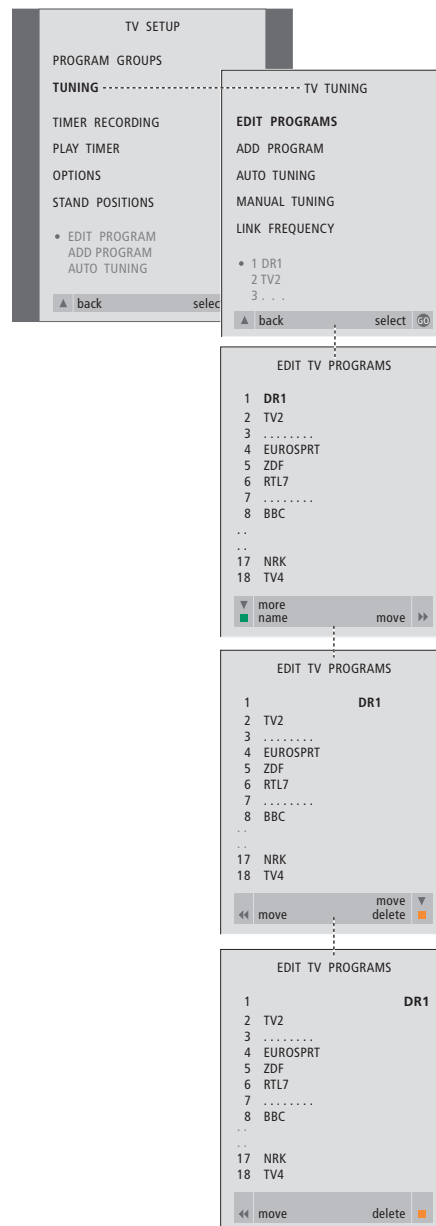 TV SETUP
PROGRAM GROUPS
TUNING
TIMER RECORDING
PLAY TIMER
OPTIONS
STAND POSITIONS
• EDIT PROGRAM
ADD PROGRAM
AUTO TUNING
▲ back selec
TV TUNING
EDIT PROGRAMS
ADD PROGRAM
AUTO TUNING
MANUAL TUNING
LINK FREQUENCY
• 1 DR1
2 TV2
3 . . .
▲ back select GO
EDIT TV PROGRAMS
1 DR1
2 TV2
3 . . . . . . . .
4 EUROSPRT
5 ZDF
6 RTL7
7 . . . . . . . .
8 BBC
. .
. .
17 NRK
18 TV4
▼ more
name move
EDIT TV PROGRAMS
1 DR1
2 TV2
3 . . . . . . . .
4 EUROSPRT
5 ZDF
6 RTL7
7 . . . . . . . .
8 BBC
. .
. .
17 NRK
18 TV4
move ▼
move delete
EDIT TV PROGRAMS
1 DR1
2 TV2
3 . . . . . . . .
4 EUROSPRT
5 ZDF
6 RTL7
7 . . . . . . . .
8 BBC
. .
. .
17 NRK
18 TV4
move delete